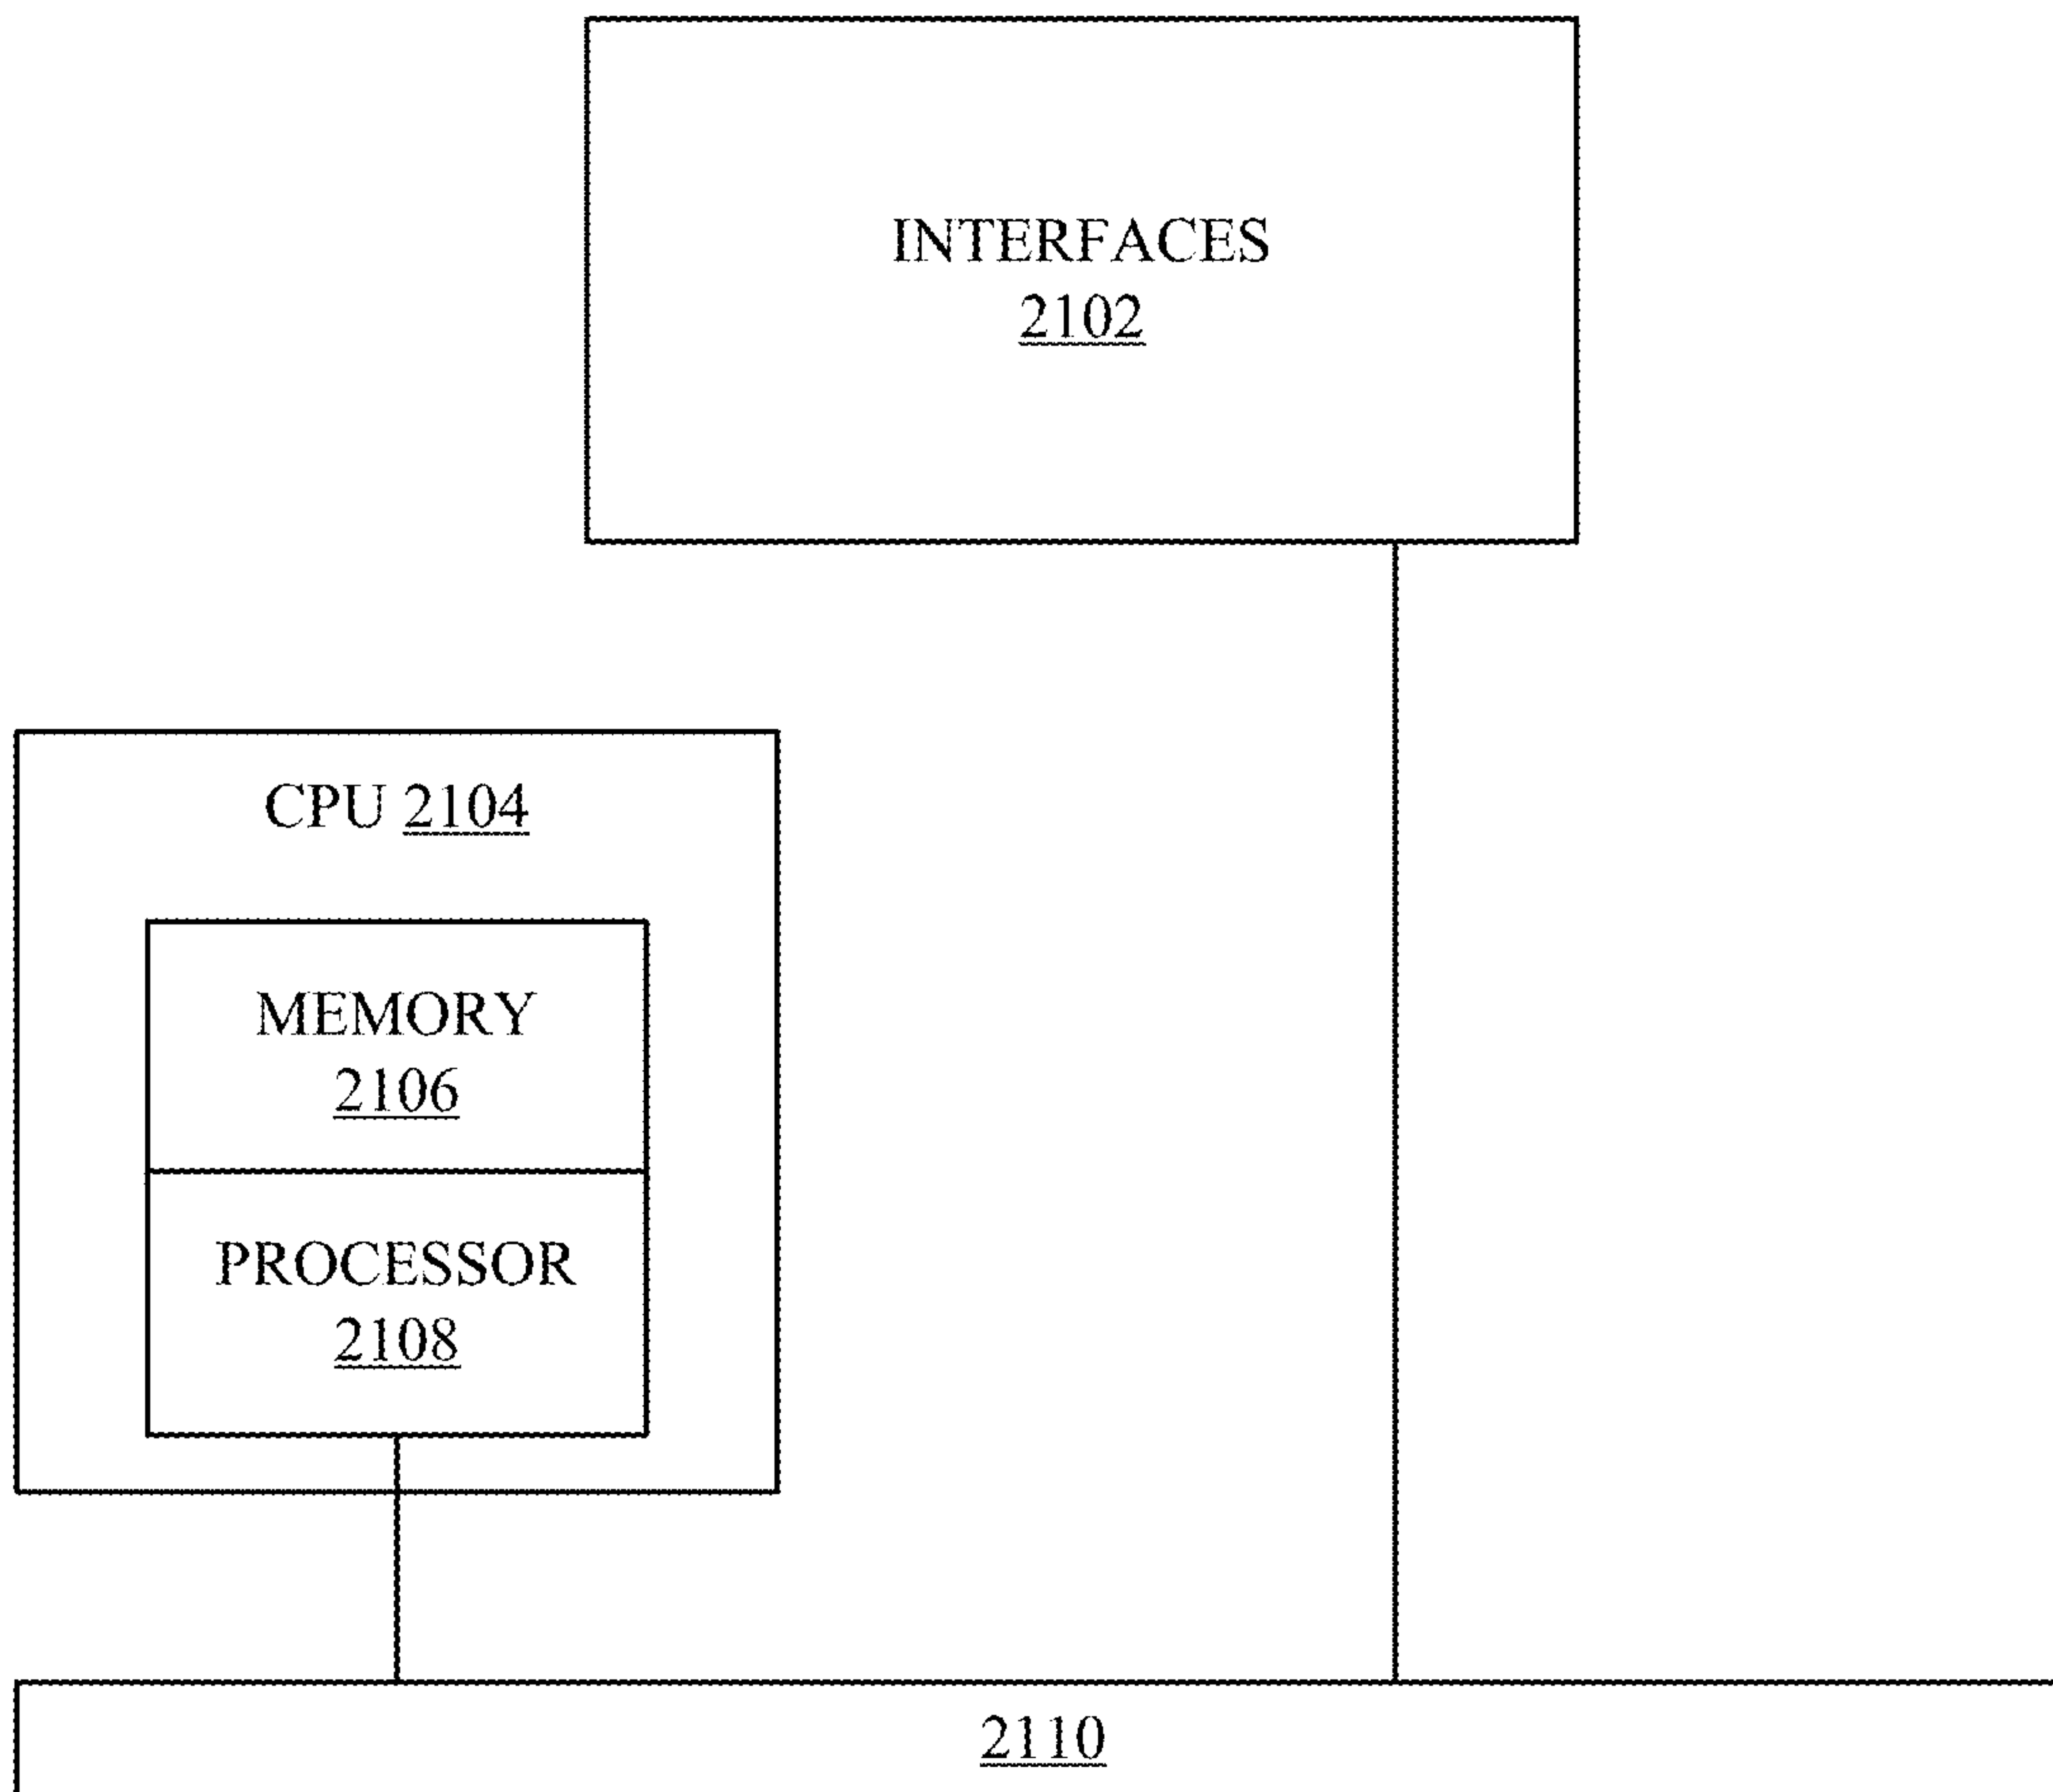 INTERFACES
2102
CPU 2104
MEMORY
2106
PROCESSOR
2108
2110